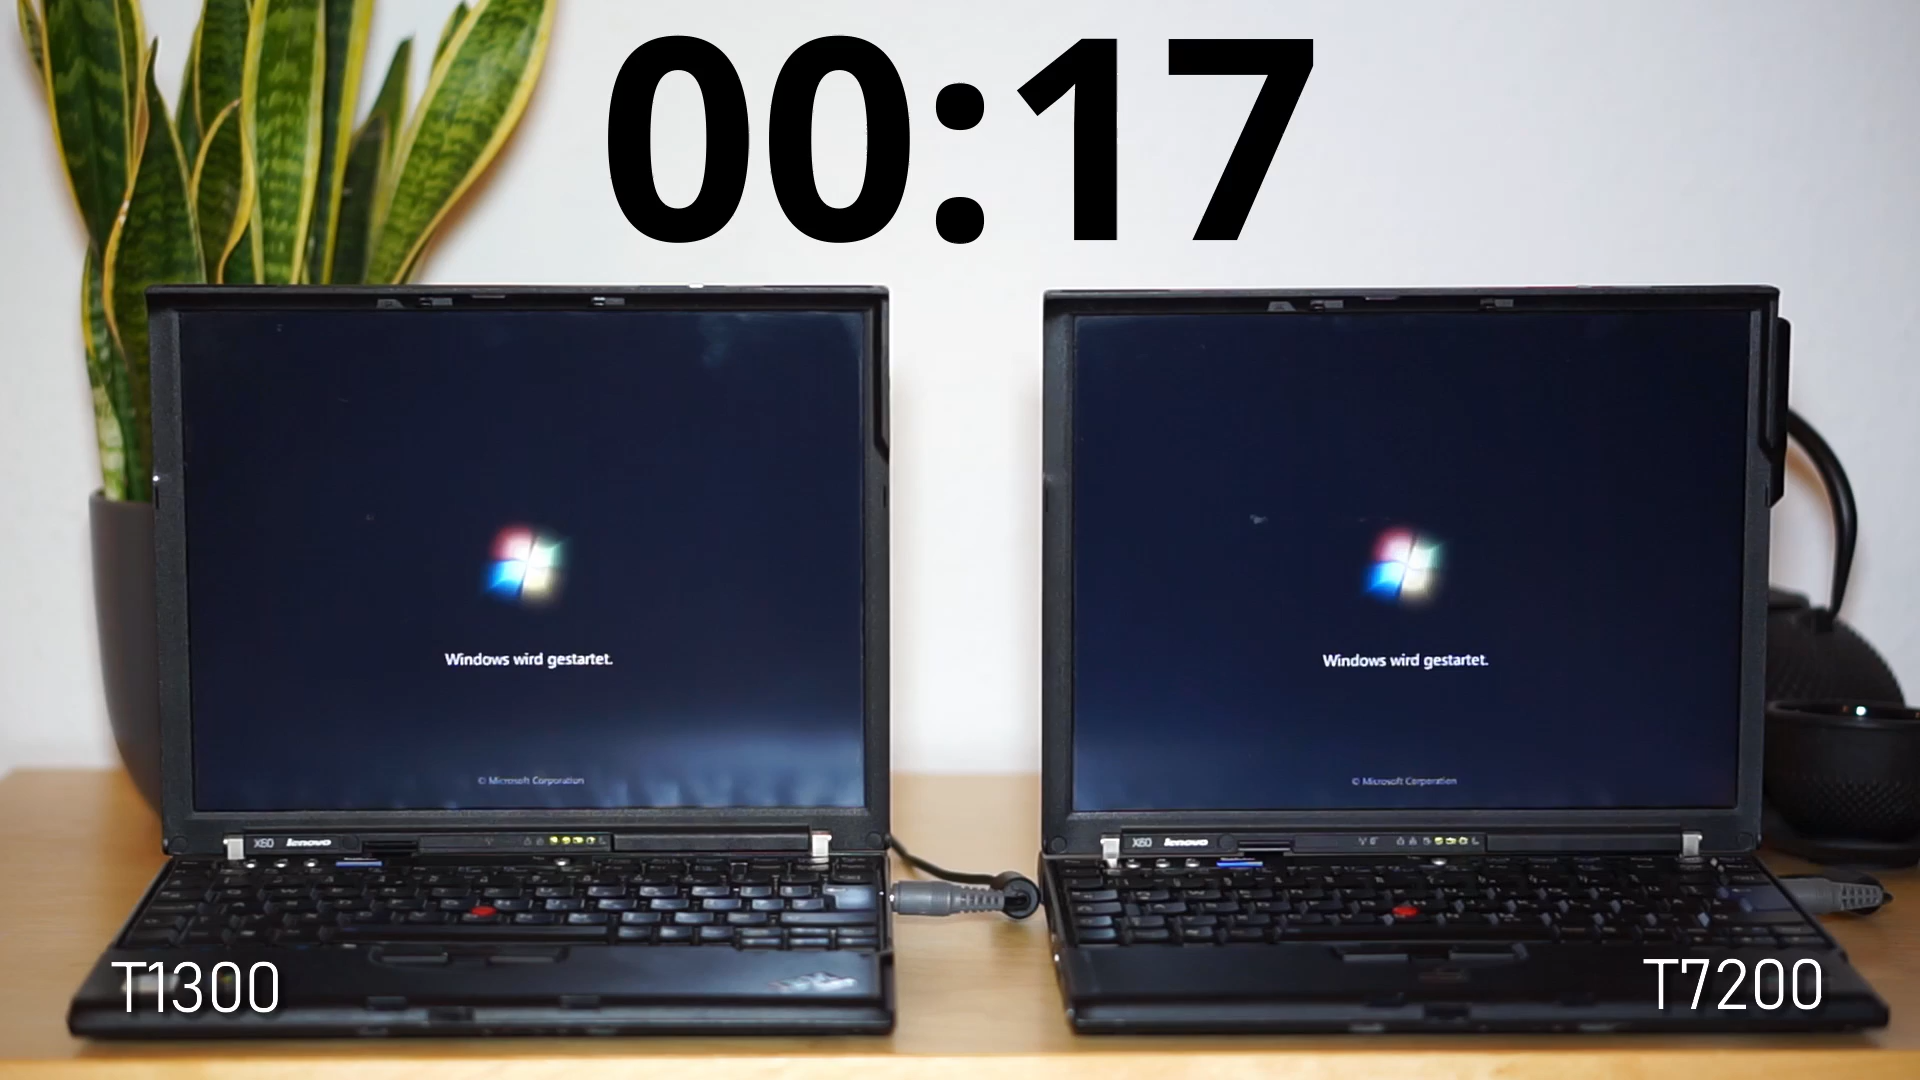 00:17
Windows wird gestartet.
Windows wird gestartet.
© Microsoft Corporation
© Microsoft Corporation
X60 lenovo
X60 lenovo
T1300
T7200